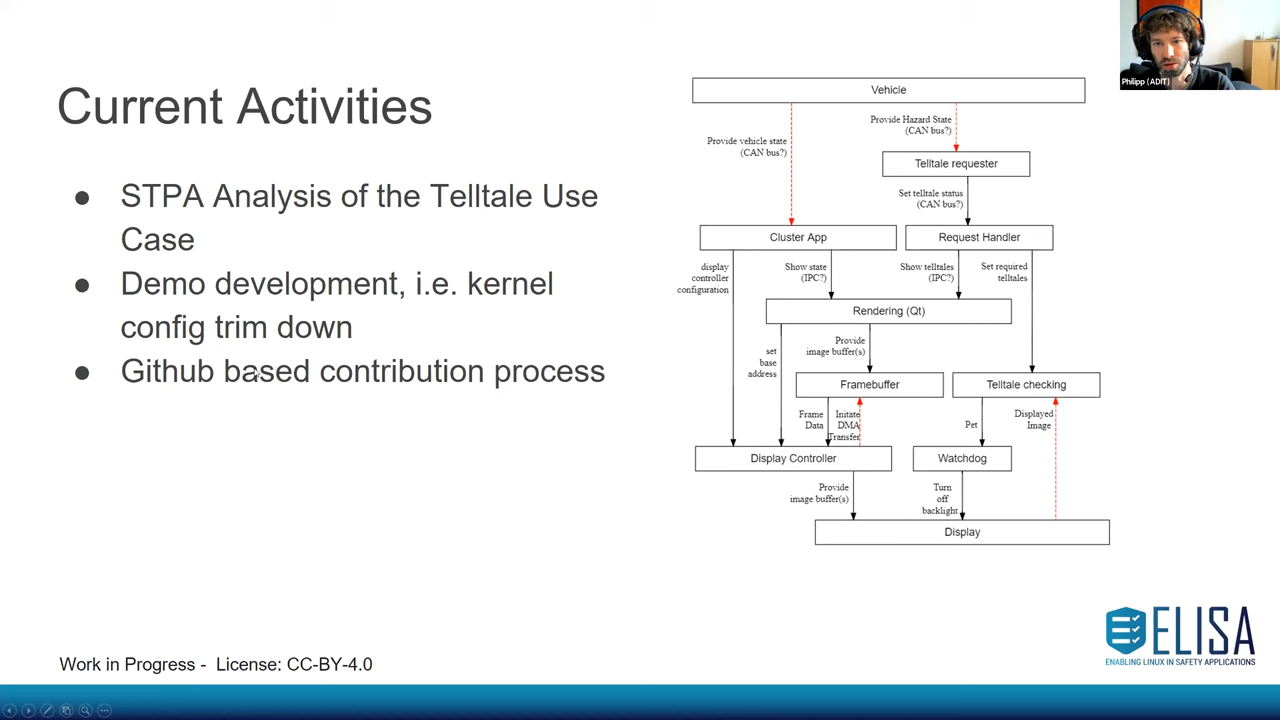 Philipp (ADIT)
Current Activities
● STPA Analysis of the Telltale Use
Case
● Demo development, i.e. kernel
config trim down
● Github based contribution process
Vehicle
Provide vehicle state
(CAN bus?)
Provide Hazard State
(CAN bus?)
Telltale requester
Set telltale status
(CAN bus?)
Cluster App
Request Handler
display
controller
configuration
Show state
(IPC?)
Show telltales
(IPC?)
Set required
telltales
Rendering (Qt)
set
base
address
Provide
image buffer(s)
Framebuffer
Telltale checking
Frame
Data
Initate
DMA
Transfer
Pet
Displayed
Image
Display Controller
Watchdog
Provide
image buffer(s)
Turn
off
backlight
Display
ELISA
ENABLING LINUX IN SAFETY APPLICATIONS
Work in Progress - License: CC-BY-4.0